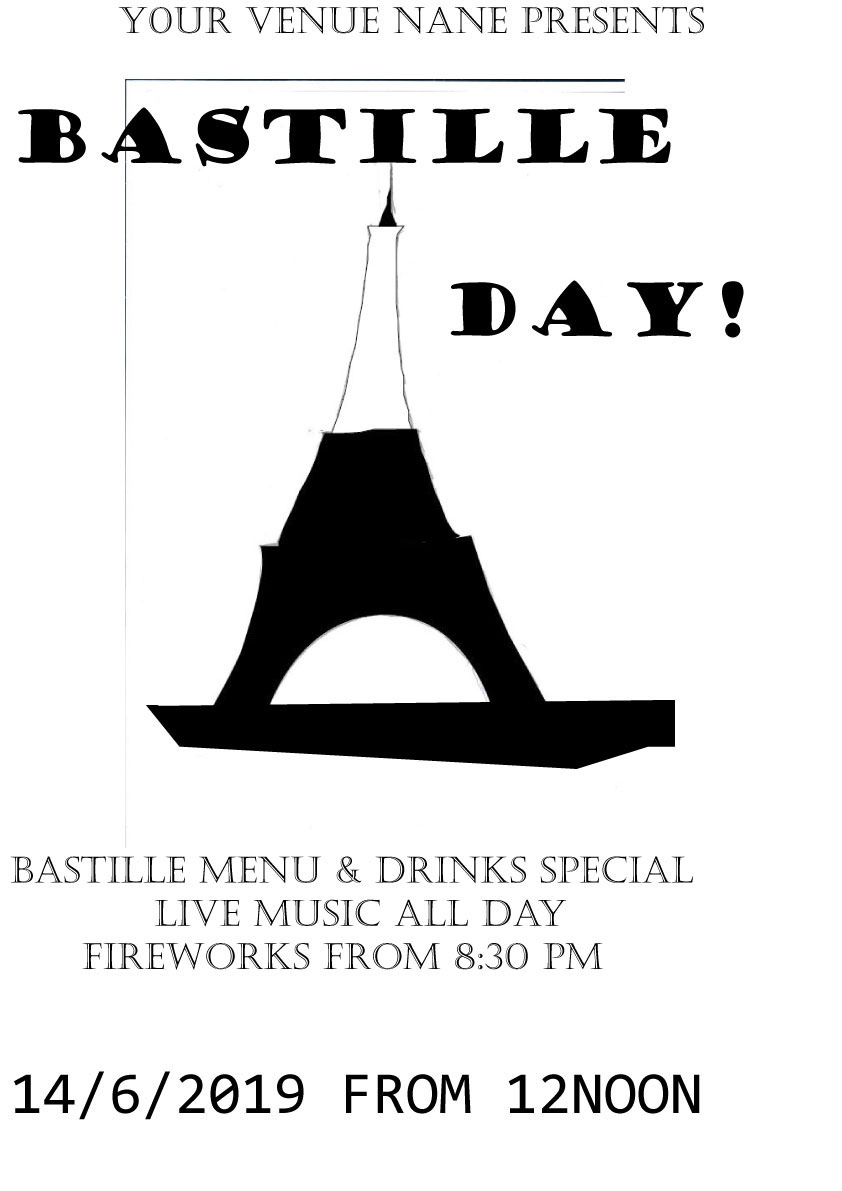 YOUR VENUE NANE PRESENTS
BASTILLE
DAY!
BASTILLE MENU & DRINKS SPECIAL
LIVE MUSIC ALL DAY
FIREWORKS FROM 8:30 PM
14/6/2019 FROM 12NOON